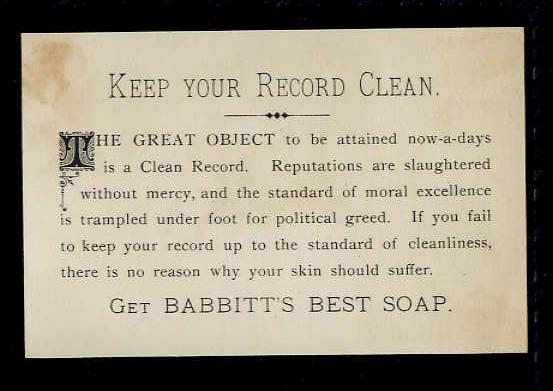 KEEP YOUR RECORD CLEAN.
THE GREAT OBJECT to be attained now-a-days
is a Clean Record. Reputations are slaughtered
without mercy, and the standard of moral excellence
is trampled under foot for political greed. If you fail
to keep your record up to the standard of cleanliness,
there is no reason why your skin should suffer.
GET BABBITT'S BEST SOAP.